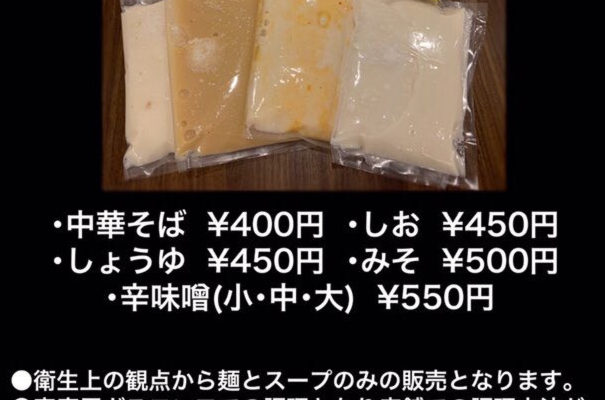 ・中華そば ¥400円 ・しお ¥450円
・しょうゆ ¥450円 ・みそ ¥500円
・辛味噌(小・中・大) ¥550円
●衛生上の観点から麺とスープのみの販売となります。